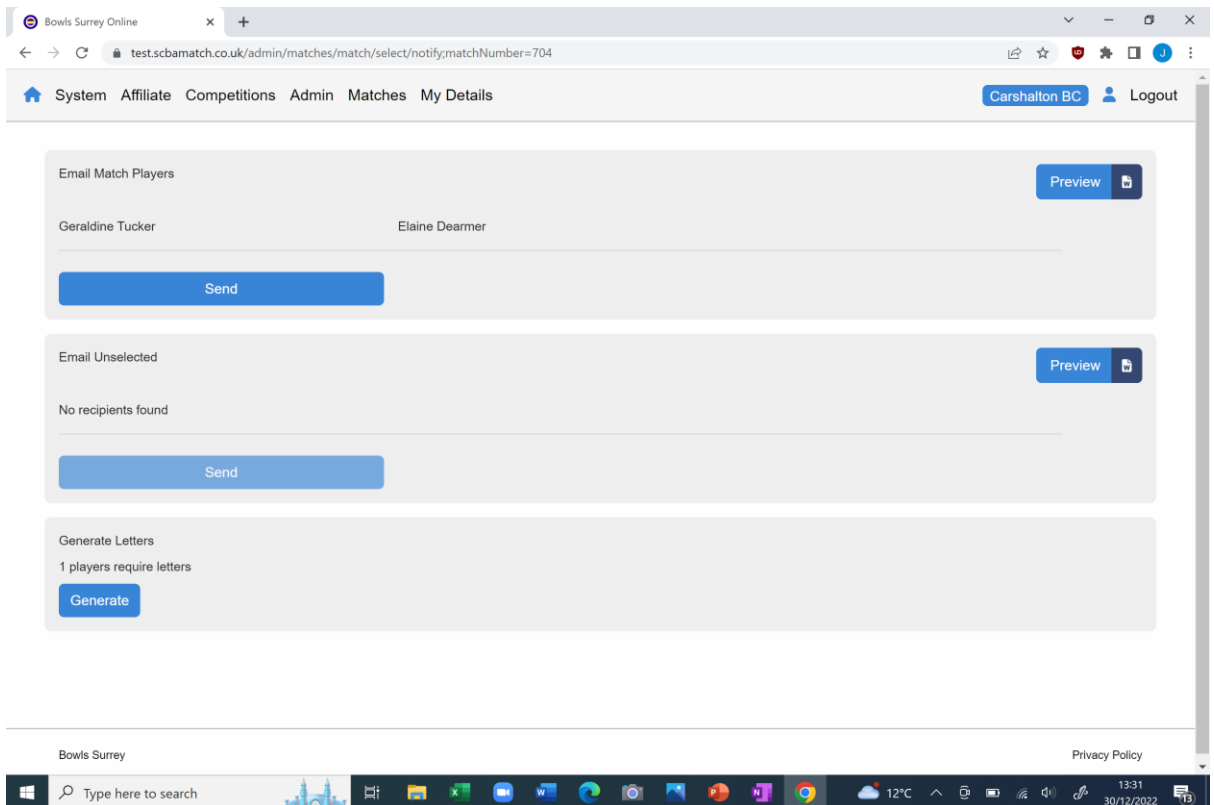 Bowls Surrey Online
test.scbamatch.co.uk/admin/matches/match/select/notify;matchNumber=704
J
System Affiliate Competitions Admin Matches My Details Carshalton BC Logout
Email Match Players
Preview
Geraldine Tucker Elaine Dearmer
Send
Email Unselected
Preview
No recipients found
Send
Generate Letters
1 players require letters
Generate
Bowls Surrey Privacy Policy
Type here to search 12°C 13:31
30/12/2022
13